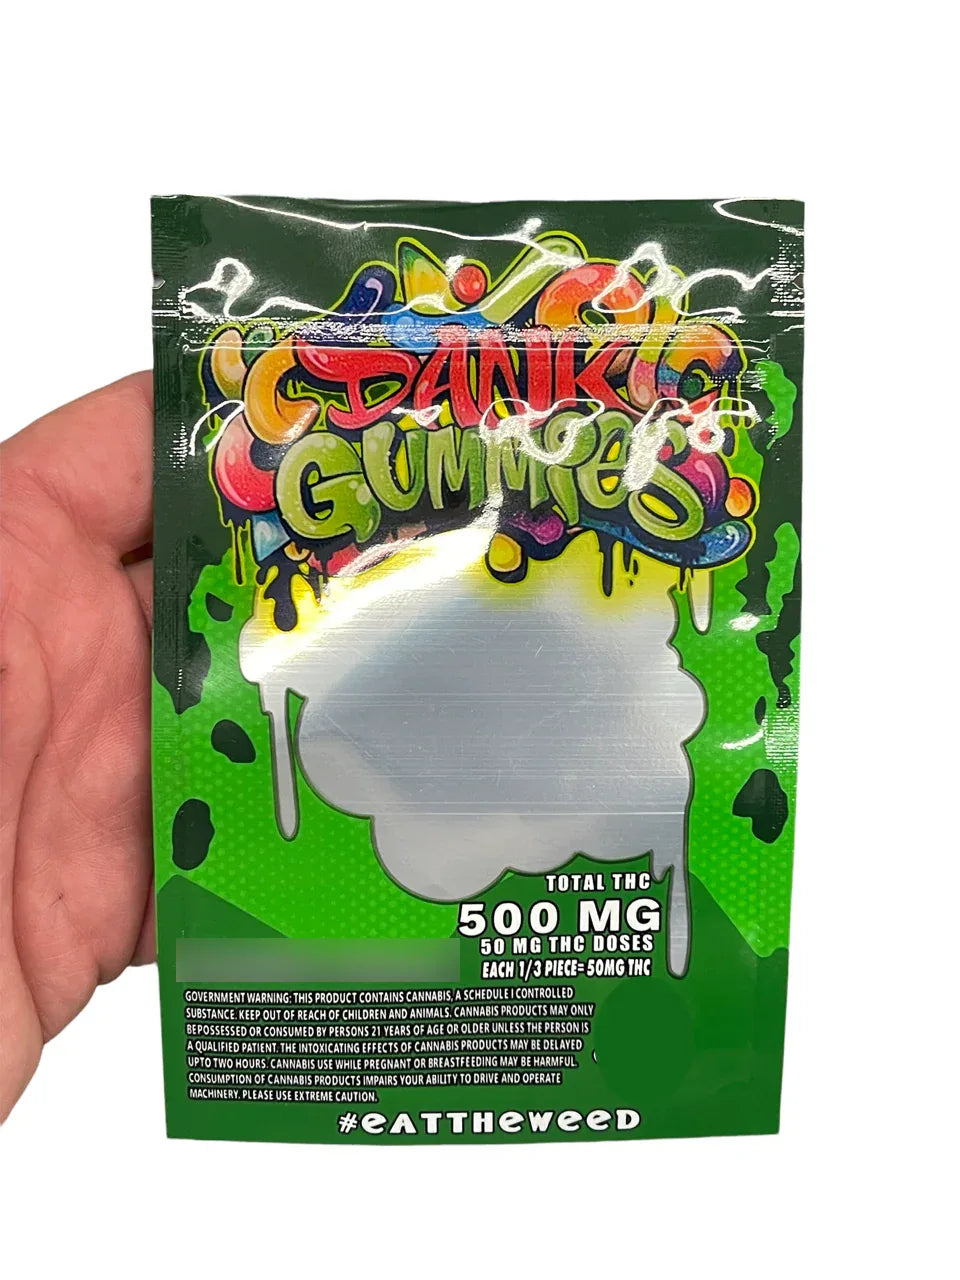 DANK
GUMMIES
TOTAL THC
500 MG
50 MG THC DOSES
EACH 1/3 PIECE= 50MG THC
GOVERNMENT WARNING: THIS PRODUCT CONTAINS CANNABIS, A SCHEDULE I CONTROLLED
SUBSTANCE. KEEP OUT OF REACH OF CHILDREN AND ANIMALS. CANNABIS PRODUCTS MAY ONLY
BEPOSSESSED OR CONSUMED BY PERSONS 21 YEARS OF AGE OR OLDER UNLESS THE PERSON IS
A QUALIFIED PATIENT. THE INTOXICATING EFFECTS OF CANNABIS PRODUCTS MAY BE DELAYED
UPTO TWO HOURS. CANNABIS USE WHILE PREGNANT OR BREASTFEEDING MAY BE HARMFUL.
CONSUMPTION OF CANNABIS PRODUCTS IMPAIRS YOUR ABILITY TO DRIVE AND OPERATE
MACHINERY. PLEASE USE EXTREME CAUTION.
#EATTHEWEED